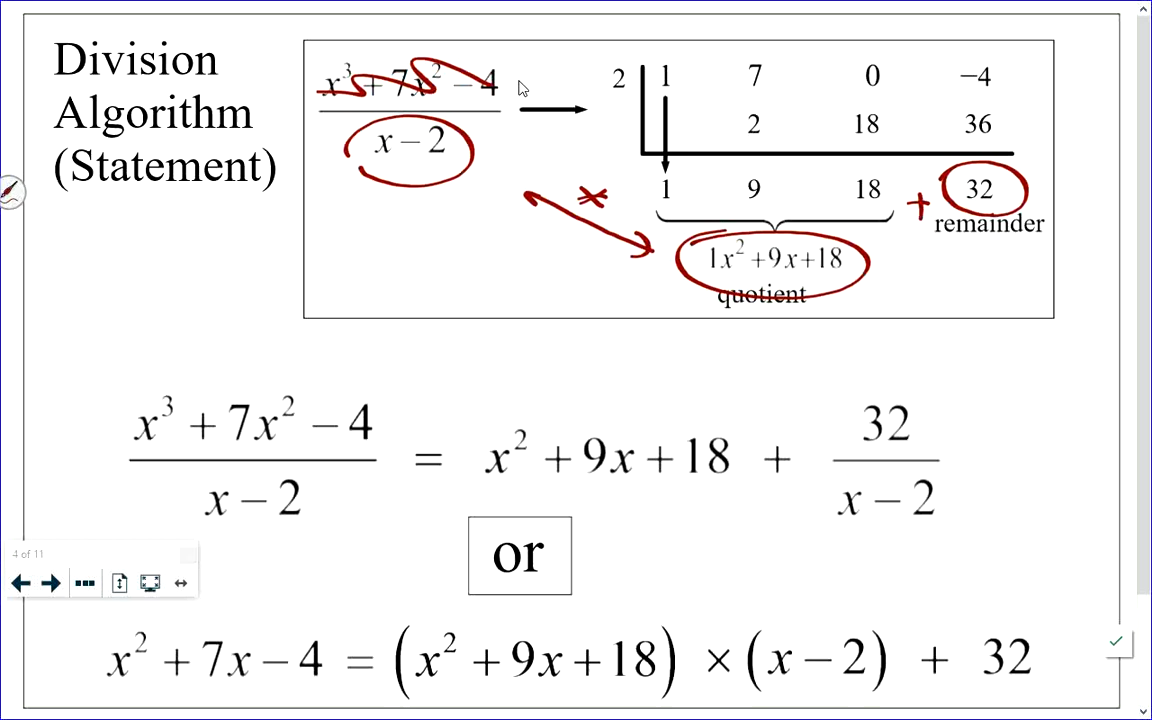 Division
Algorithm
(Statement)
x³ + 7x² − 4
x − 2
2 1 7 0 −4
2 18 36
1 9 18 + 32
*
remainder
1x² + 9x + 18
quotient
x³ + 7x² − 4
x − 2
= x² + 9x + 18 +
32
x − 2
or
4 of 11
x² + 7x − 4 = (x² + 9x + 18) × (x − 2) + 32